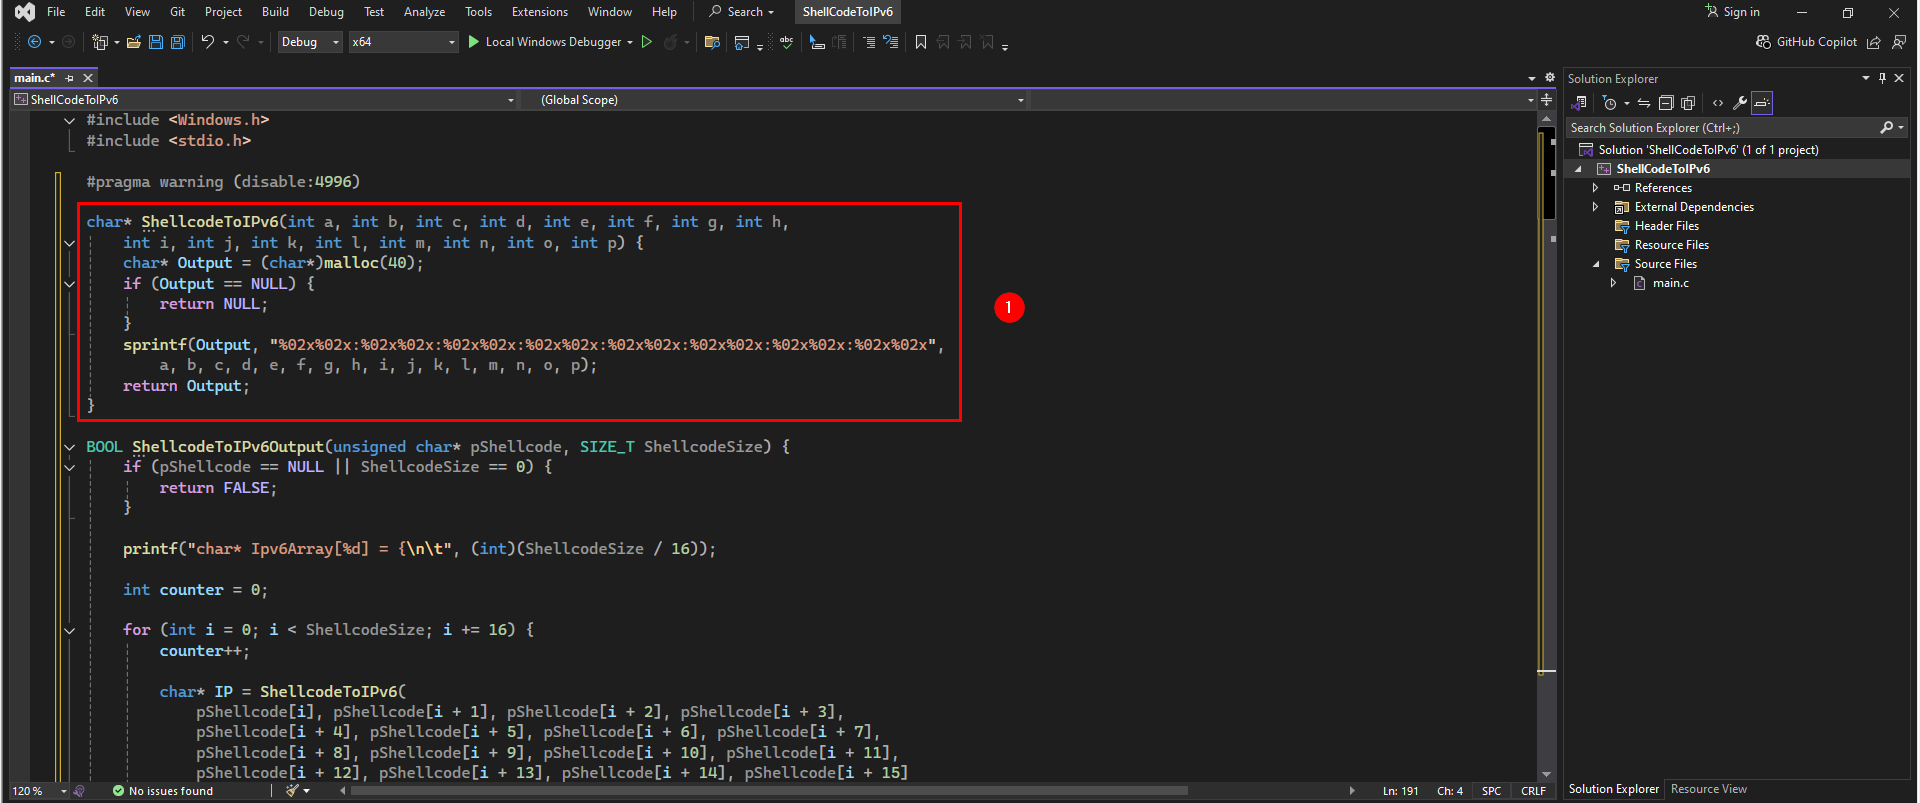 File Edit View Git Project Build Debug Test Analyze Tools Extensions Window Help Search ShellCodeToIPv6 Sign in
Debug x64 Local Windows Debugger abc GitHub Copilot
main.c*
ShellCodeToIPv6 (Global Scope)
#include <Windows.h>
#include <stdio.h>
#pragma warning (disable:4996)
char* ShellcodeToIPv6(int a, int b, int c, int d, int e, int f, int g, int h,
int i, int j, int k, int l, int m, int n, int o, int p) {
char* Output = (char*)malloc(40);
if (Output == NULL) {
return NULL;
}
sprintf(Output, "%02x%02x:%02x%02x:%02x%02x:%02x%02x:%02x%02x:%02x%02x:%02x%02x:%02x%02x",
a, b, c, d, e, f, g, h, i, j, k, l, m, n, o, p);
return Output;
}
1
BOOL ShellcodeToIPv6Output(unsigned char* pShellcode, SIZE_T ShellcodeSize) {
if (pShellcode == NULL || ShellcodeSize == 0) {
return FALSE;
}
printf("char* Ipv6Array[%d] = {\n\t", (int)(ShellcodeSize / 16));
int counter = 0;
for (int i = 0; i < ShellcodeSize; i += 16) {
counter++;
char* IP = ShellcodeToIPv6(
pShellcode[i], pShellcode[i + 1], pShellcode[i + 2], pShellcode[i + 3],
pShellcode[i + 4], pShellcode[i + 5], pShellcode[i + 6], pShellcode[i + 7],
pShellcode[i + 8], pShellcode[i + 9], pShellcode[i + 10], pShellcode[i + 11],
pShellcode[i + 12], pShellcode[i + 13], pShellcode[i + 14], pShellcode[i + 15]
120 % No issues found Ln: 191 Ch: 4 SPC CRLF
Solution Explorer
Search Solution Explorer (Ctrl+;)
Solution 'ShellCodeToIPv6' (1 of 1 project)
ShellCodeToIPv6
References
External Dependencies
Header Files
Resource Files
Source Files
main.c
Solution Explorer Resource View